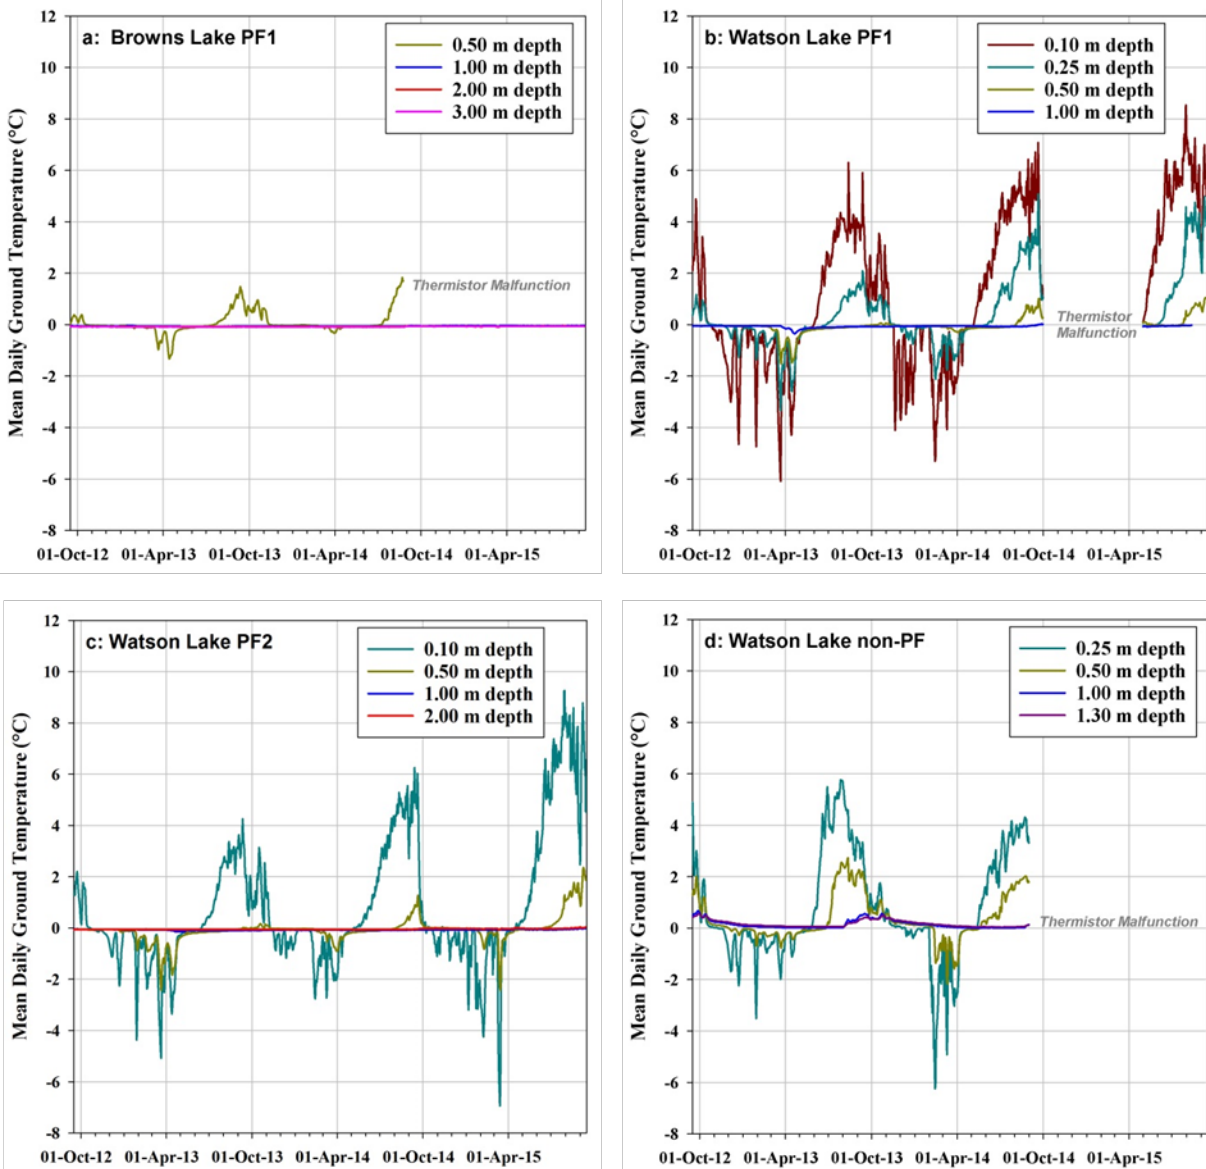 a: Browns Lake PF1
0.50 m depth
1.00 m depth
2.00 m depth
3.00 m depth
Mean Daily Ground Temperature (°C)
12
10
8
6
4
2
0
-2
-4
-6
-8
Thermistor Malfunction
01-Oct-12 01-Apr-13 01-Oct-13 01-Apr-14 01-Oct-14 01-Apr-15
b: Watson Lake PF1
0.10 m depth
0.25 m depth
0.50 m depth
1.00 m depth
Mean Daily Ground Temperature (°C)
12
10
8
6
4
2
0
-2
-4
-6
-8
Thermistor
Malfunction
01-Oct-12 01-Apr-13 01-Oct-13 01-Apr-14 01-Oct-14 01-Apr-15
c: Watson Lake PF2
0.10 m depth
0.50 m depth
1.00 m depth
2.00 m depth
Mean Daily Ground Temperature (°C)
12
10
8
6
4
2
0
-2
-4
-6
-8
01-Oct-12 01-Apr-13 01-Oct-13 01-Apr-14 01-Oct-14 01-Apr-15
d: Watson Lake non-PF
0.25 m depth
0.50 m depth
1.00 m depth
1.30 m depth
Mean Daily Ground Temperature (°C)
12
10
8
6
4
2
0
-2
-4
-6
-8
Thermistor Malfunction
01-Oct-12 01-Apr-13 01-Oct-13 01-Apr-14 01-Oct-14 01-Apr-15